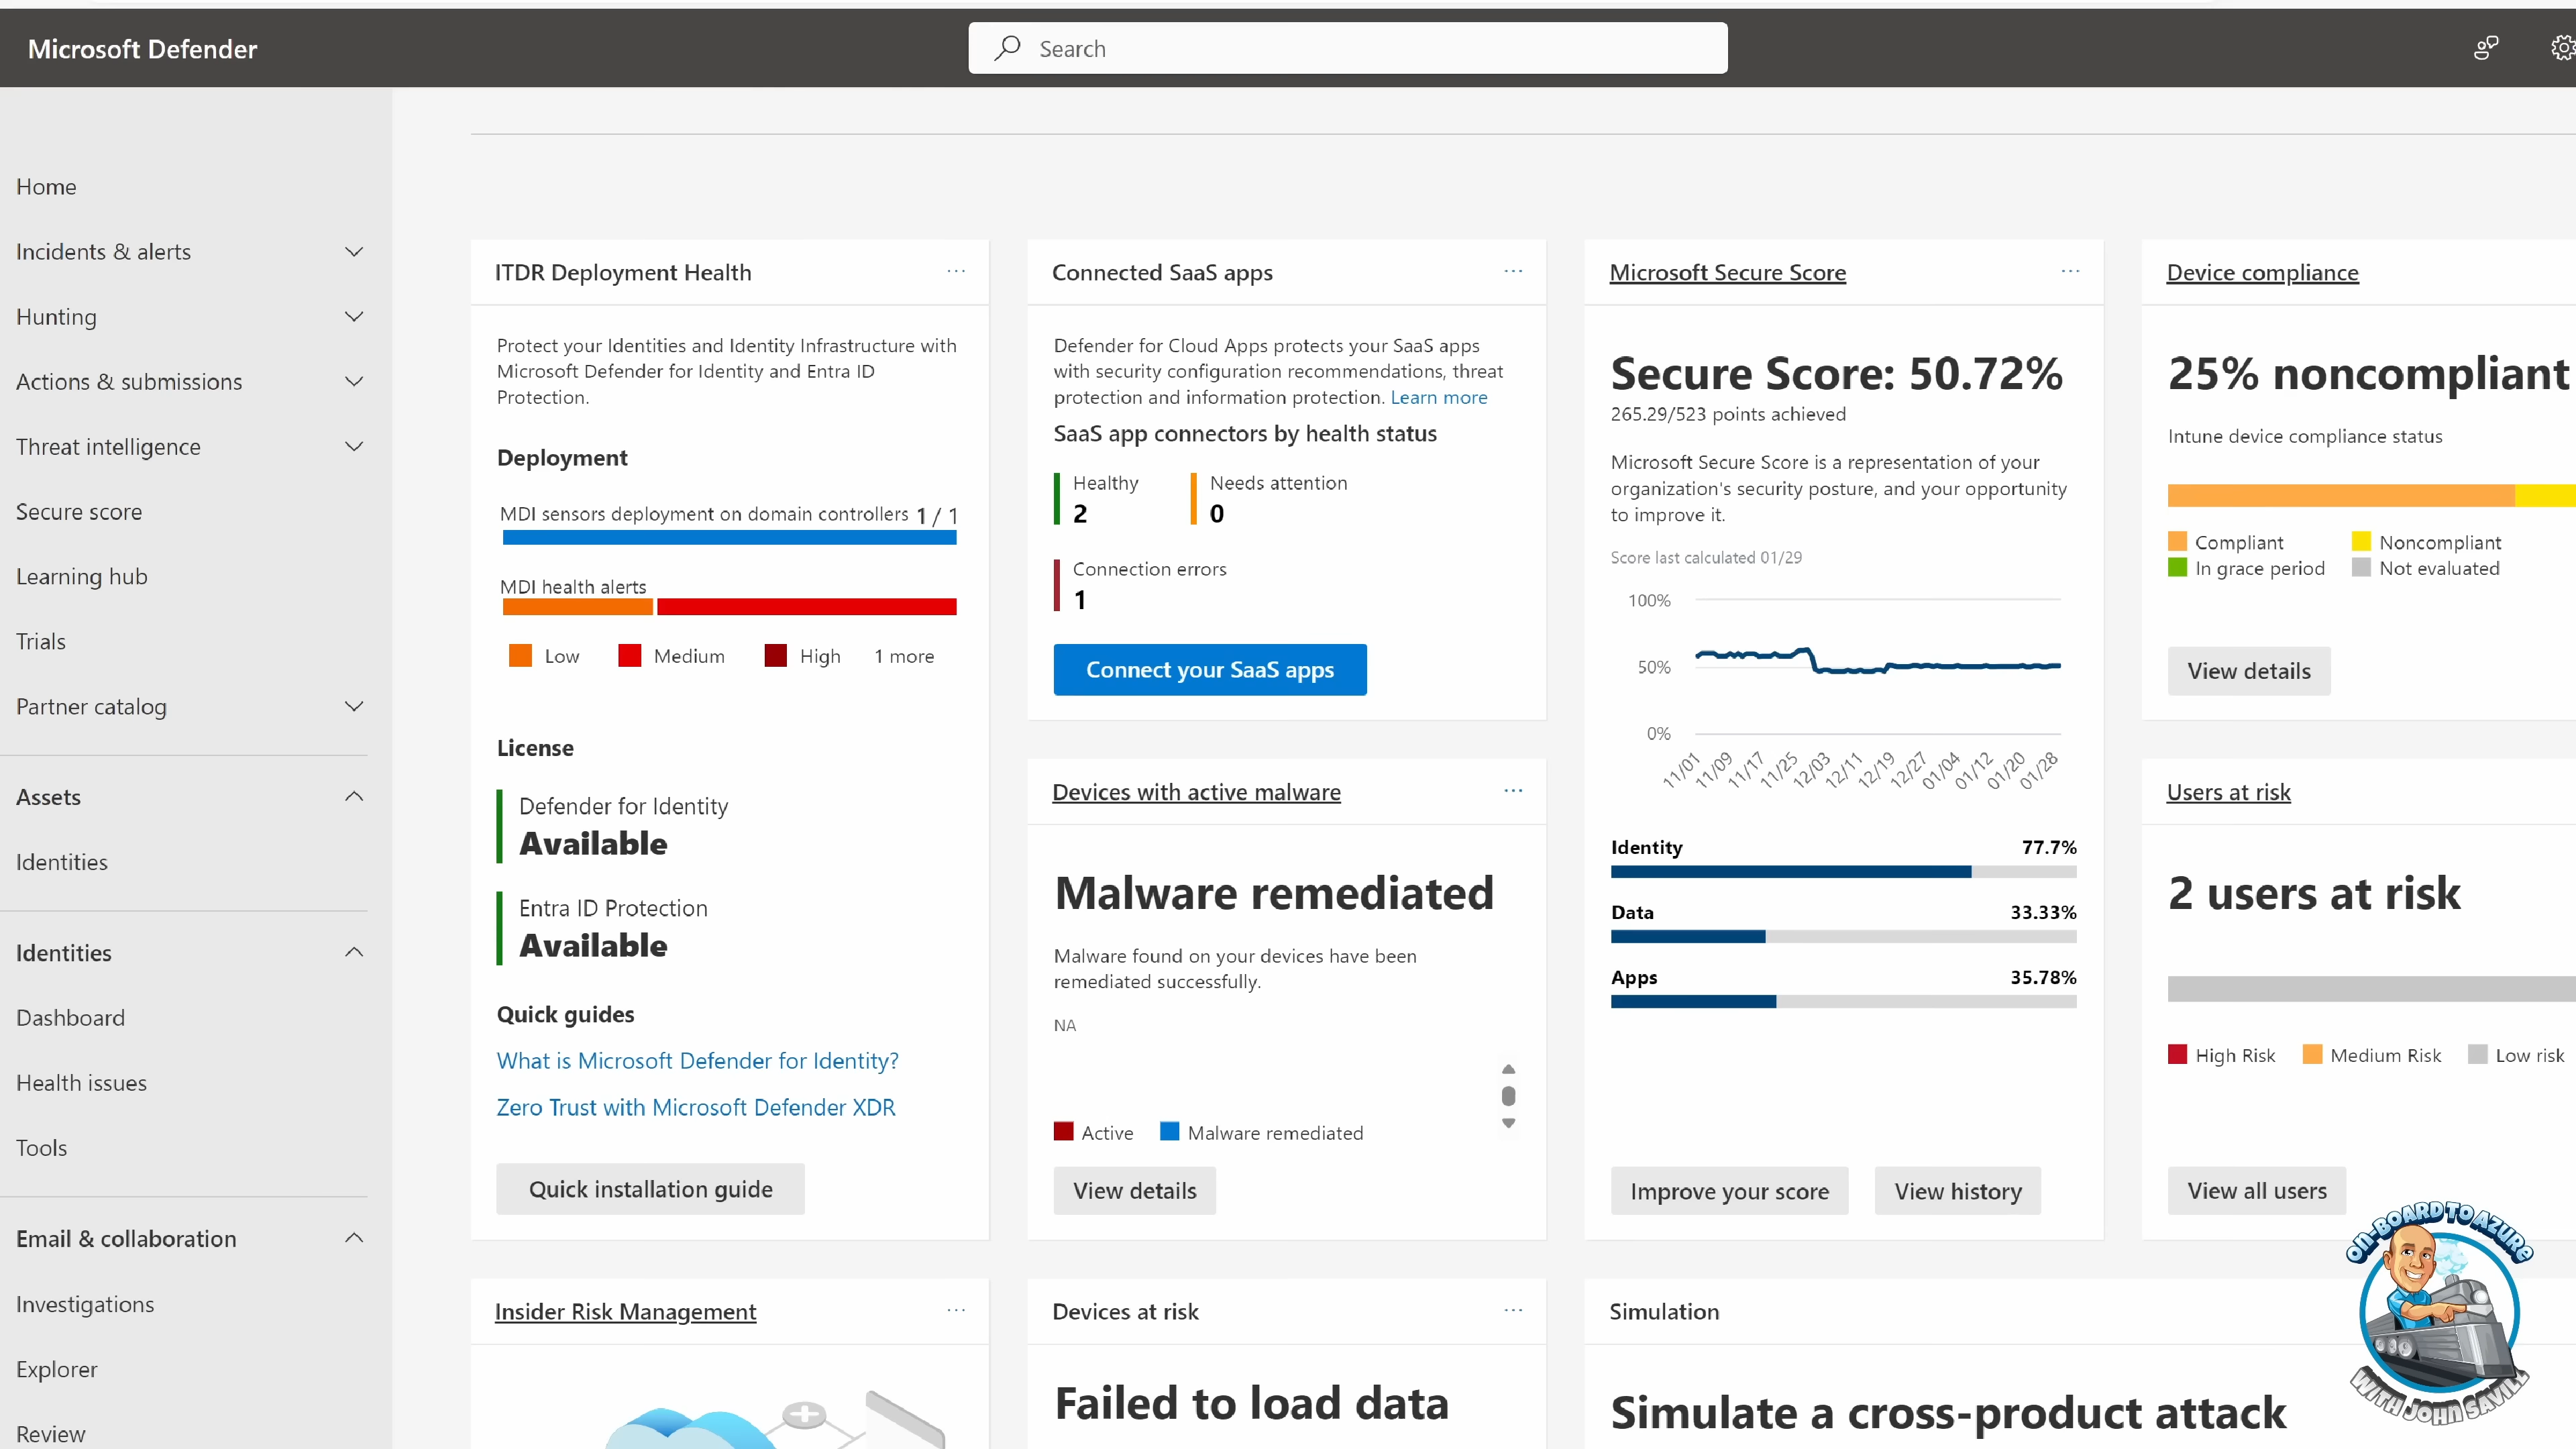 Microsoft Defender
Search
Home
Incidents & alerts
Hunting
Actions & submissions
Threat intelligence
Secure score
Learning hub
Trials
Partner catalog
Assets
Identities
Identities
Dashboard
Health issues
Tools
Email & collaboration
Investigations
Explorer
Review
ITDR Deployment Health
Protect your Identities and Identity Infrastructure with
Microsoft Defender for Identity and Entra ID
Protection.
Deployment
MDI sensors deployment on domain controllers 1 / 1
MDI health alerts
Low Medium High 1 more
License
Defender for Identity
Available
Entra ID Protection
Available
Quick guides
What is Microsoft Defender for Identity?
Zero Trust with Microsoft Defender XDR
Quick installation guide
Connected SaaS apps
Defender for Cloud Apps protects your SaaS apps
with security configuration recommendations, threat
protection and information protection. Learn more
SaaS app connectors by health status
Healthy Needs attention
2 0
Connection errors
1
Connect your SaaS apps
Devices with active malware
Malware remediated
Malware found on your devices have been
remediated successfully.
NA
Active Malware remediated
View details
Microsoft Secure Score
Secure Score: 50.72%
265.29/523 points achieved
Microsoft Secure Score is a representation of your
organization's security posture, and your opportunity
to improve it.
Score last calculated 01/29
100%
50%
0%
11/01 11/09 11/17 11/25 12/03 12/11 12/19 12/27 01/04 01/12 01/20 01/28
Identity 77.7%
Data 33.33%
Apps 35.78%
Improve your score View history
Device compliance
25% noncompliant
Intune device compliance status
Compliant Noncompliant
In grace period Not evaluated
View details
Users at risk
2 users at risk
High Risk Medium Risk Low risk
View all users
Insider Risk Management
Devices at risk
Failed to load data
Simulation
Simulate a cross-product attack
ON-BOARD TO AZURE
WITH JOHN SAVILL